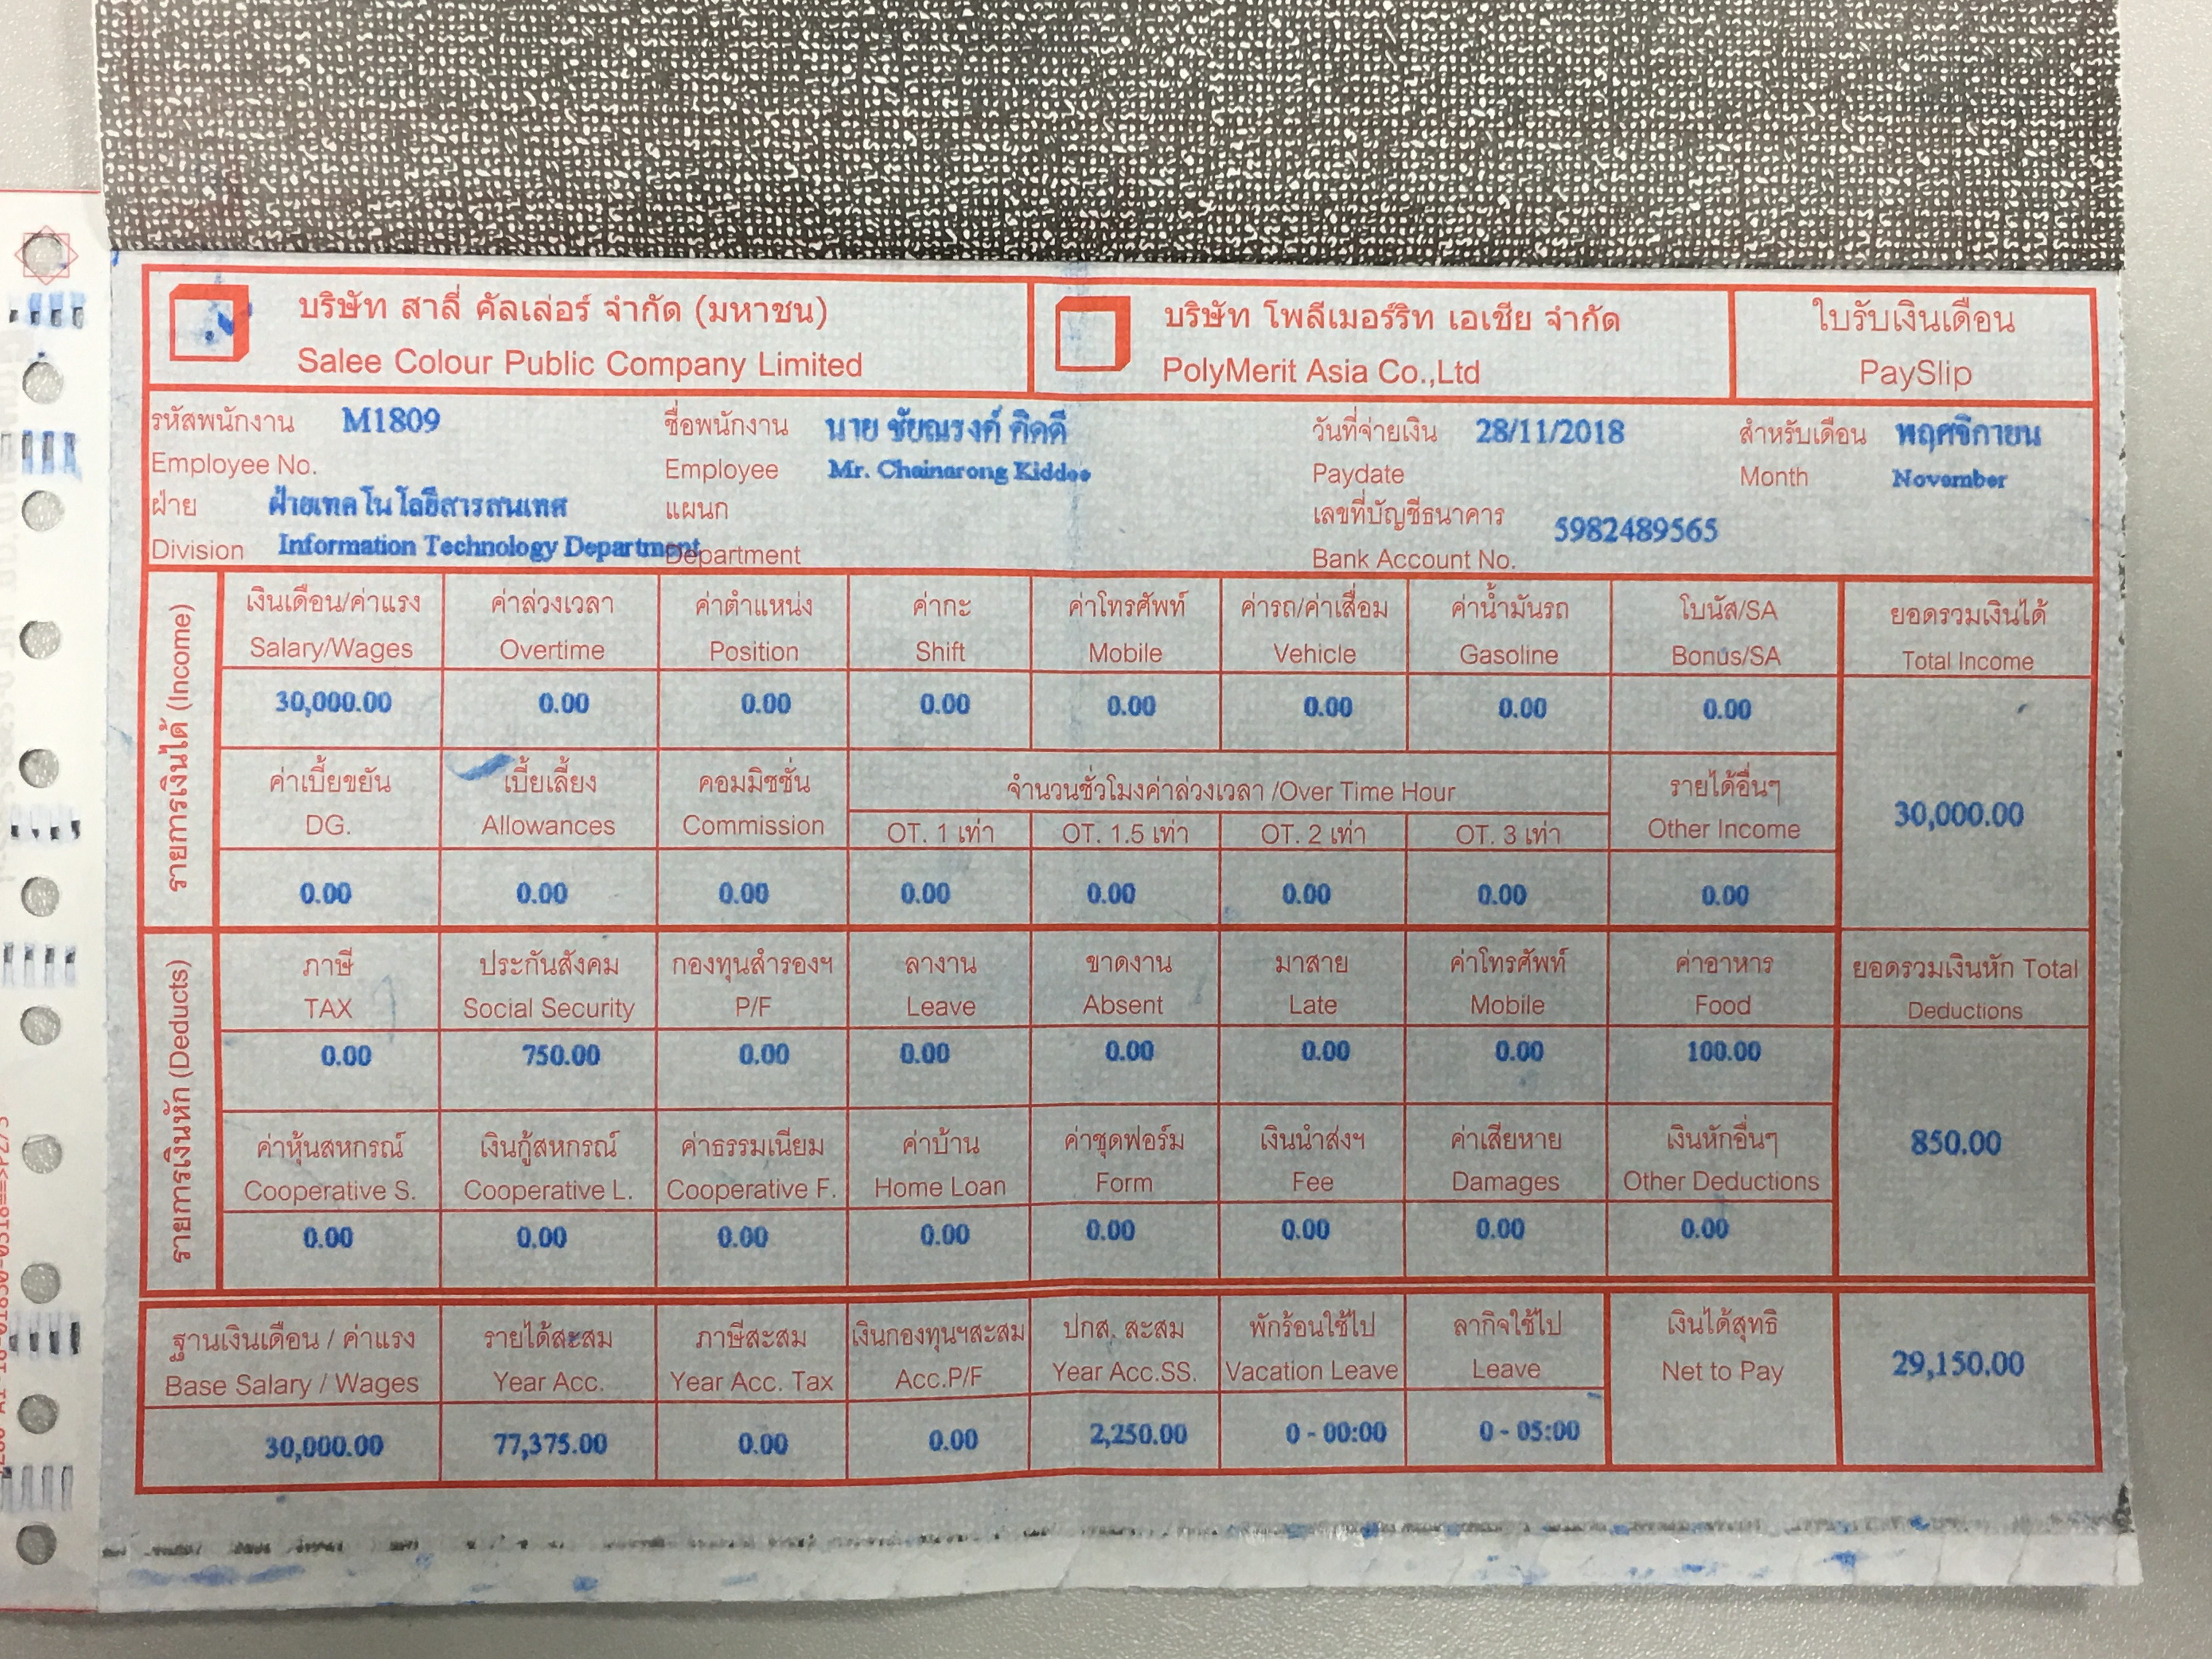 บริษัท สาลี่ คัลเล่อร์ จำกัด (มหาชน)
Salee Colour Public Company Limited
บริษัท โพลีเมอร์ริท เอเชีย จำกัด
PolyMerit Asia Co.,Ltd
ใบรับเงินเดือน
PaySlip
รหัสพนักงาน M1809 ชื่อพนักงาน นาย ชัยณรงค์ คิดดี วันที่จ่ายเงิน 28/11/2018 สำหรับเดือน พฤศจิกายน
Employee No. Employee Mr. Chainarong Kiddee Paydate Month November
ฝ่าย ฝ่ายเทคโนโลยีสารสนเทศ แผนก เลขที่บัญชีธนาคาร 5982489565
Division Information Technology Department Department Bank Account No.
รายการเงินได้ (Income)
เงินเดือน/ค่าแรง ค่าล่วงเวลา ค่าตำแหน่ง ค่ากะ ค่าโทรศัพท์ ค่ารถ/ค่าเสื่อม ค่าน้ำมันรถ โบนัส/SA ยอดรวมเงินได้
Salary/Wages Overtime Position Shift Mobile Vehicle Gasoline Bonus/SA Total Income
30,000.00 0.00 0.00 0.00 0.00 0.00 0.00 0.00
ค่าเบี้ยขยัน เบี้ยเลี้ยง คอมมิชชั่น จำนวนชั่วโมงค่าล่วงเวลา /Over Time Hour รายได้อื่นๆ
DG. Allowances Commission OT. 1 เท่า OT. 1.5 เท่า OT. 2 เท่า OT. 3 เท่า Other Income 30,000.00
0.00 0.00 0.00 0.00 0.00 0.00 0.00 0.00
รายการเงินหัก (Deducts)
ภาษี ประกันสังคม กองทุนสำรองฯ ลางาน ขาดงาน มาสาย ค่าโทรศัพท์ ค่าอาหาร ยอดรวมเงินหัก Total
TAX Social Security P/F Leave Absent Late Mobile Food Deductions
0.00 750.00 0.00 0.00 0.00 0.00 0.00 100.00
ค่าหุ้นสหกรณ์ เงินกู้สหกรณ์ ค่าธรรมเนียม ค่าบ้าน ค่าชุดฟอร์ม เงินนำส่งฯ ค่าเสียหาย เงินหักอื่นๆ 850.00
Cooperative S. Cooperative L. Cooperative F. Home Loan Form Fee Damages Other Deductions
0.00 0.00 0.00 0.00 0.00 0.00 0.00 0.00
ฐานเงินเดือน / ค่าแรง รายได้สะสม ภาษีสะสม เงินกองทุนฯสะสม ปกส. สะสม พักร้อนใช้ไป ลากิจใช้ไป เงินได้สุทธิ
Base Salary / Wages Year Acc. Year Acc. Tax Acc.P/F Year Acc.SS. Vacation Leave Leave Net to Pay 29,150.00
30,000.00 77,375.00 0.00 0.00 2,250.00 0 - 00:00 0 - 05:00